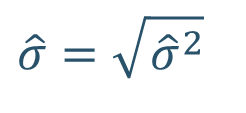 σ̂ = √σ̂²